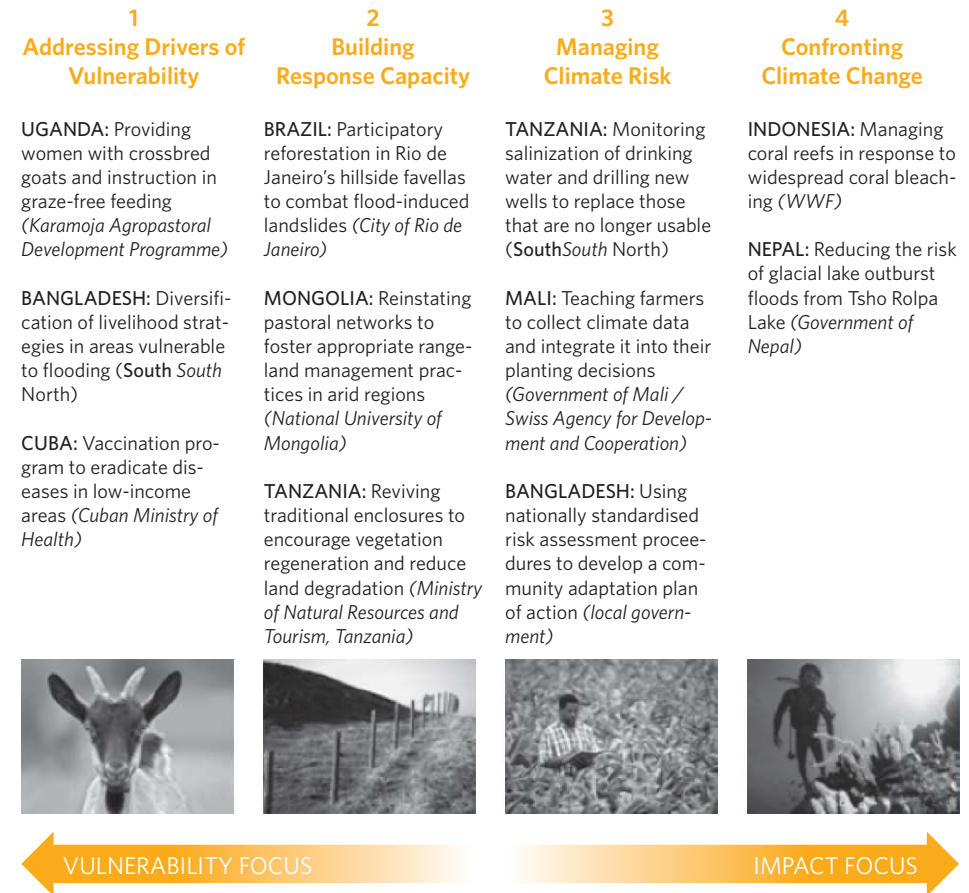 1
Addressing Drivers of
Vulnerability
UGANDA: Providing
women with crossbred
goats and instruction in
graze-free feeding
(Karamoja Agropastoral
Development Programme)
BANGLADESH: Diversifi-
cation of livelihood strat-
egies in areas vulnerable
to flooding (South South
North)
CUBA: Vaccination pro-
gram to eradicate dis-
eases in low-income
areas (Cuban Ministry of
Health)
2
Building
Response Capacity
BRAZIL: Participatory
reforestation in Rio de
Janeiro's hillside favellas
to combat flood-induced
landslides (City of Rio de
Janeiro)
MONGOLIA: Reinstating
pastoral networks to
foster appropriate range-
land management prac-
tices in arid regions
(National University of
Mongolia)
TANZANIA: Reviving
traditional enclosures to
encourage vegetation
regeneration and reduce
land degradation (Ministry
of Natural Resources and
Tourism, Tanzania)
3
Managing
Climate Risk
TANZANIA: Monitoring
salinization of drinking
water and drilling new
wells to replace those
that are no longer usable
(SouthSouth North)
MALI: Teaching farmers
to collect climate data
and integrate it into their
planting decisions
(Government of Mali /
Swiss Agency for Develop-
ment and Cooperation)
BANGLADESH: Using
nationally standardised
risk assessment procee-
dures to develop a com-
munity adaptation plan
of action (local govern-
ment)
4
Confronting
Climate Change
INDONESIA: Managing
coral reefs in response to
widespread coral bleach-
ing (WWF)
NEPAL: Reducing the risk
of glacial lake outburst
floods from Tsho Rolpa
Lake (Government of
Nepal)
VULNERABILITY FOCUS
IMPACT FOCUS